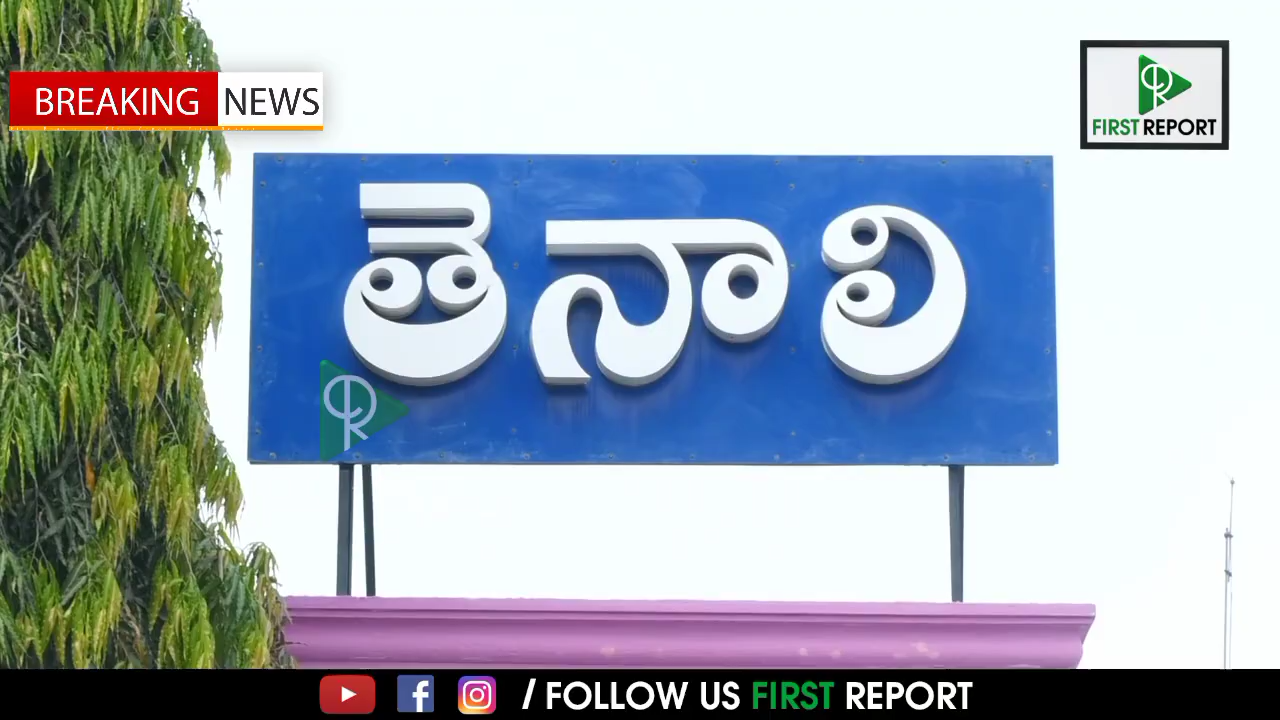 BREAKING NEWS
FIRST REPORT
తెనాలి
/ FOLLOW US FIRST REPORT